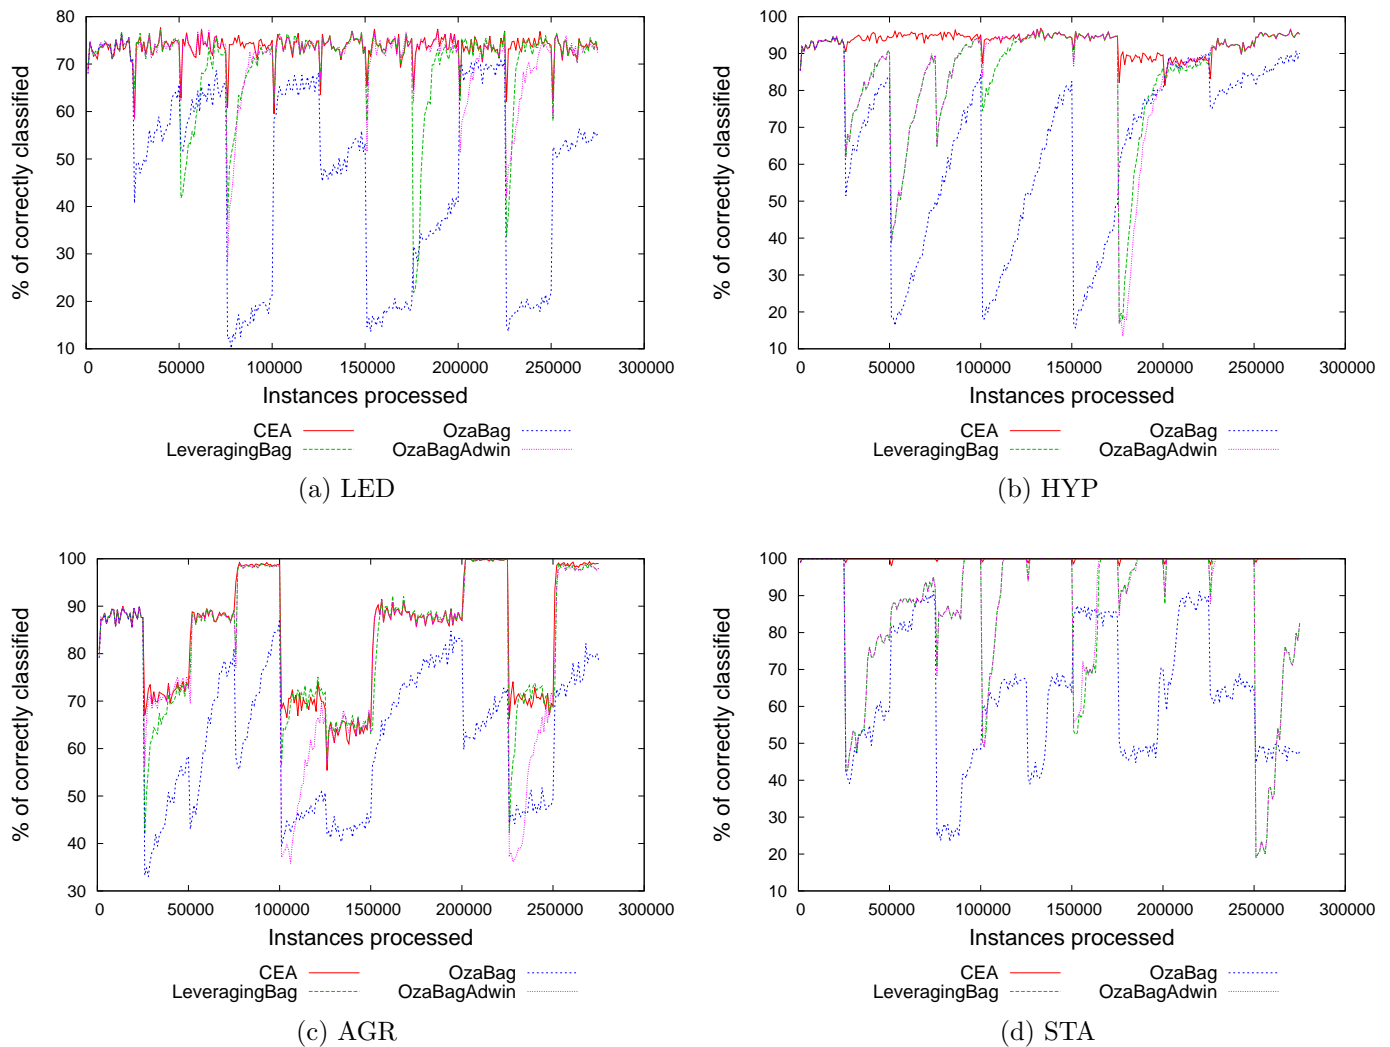 % of correctly classified
80
70
60
50
40
30
20
10
0 50000 100000 150000 200000 250000 300000
Instances processed
CEA OzaBag
LeveragingBag OzaBagAdwin
(a) LED
% of correctly classified
100
90
80
70
60
50
40
30
20
10
0 50000 100000 150000 200000 250000 300000
Instances processed
CEA OzaBag
LeveragingBag OzaBagAdwin
(b) HYP
% of correctly classified
100
90
80
70
60
50
40
30
0 50000 100000 150000 200000 250000 300000
Instances processed
CEA OzaBag
LeveragingBag OzaBagAdwin
(c) AGR
% of correctly classified
100
90
80
70
60
50
40
30
20
10
0 50000 100000 150000 200000 250000 300000
Instances processed
CEA OzaBag
LeveragingBag OzaBagAdwin
(d) STA